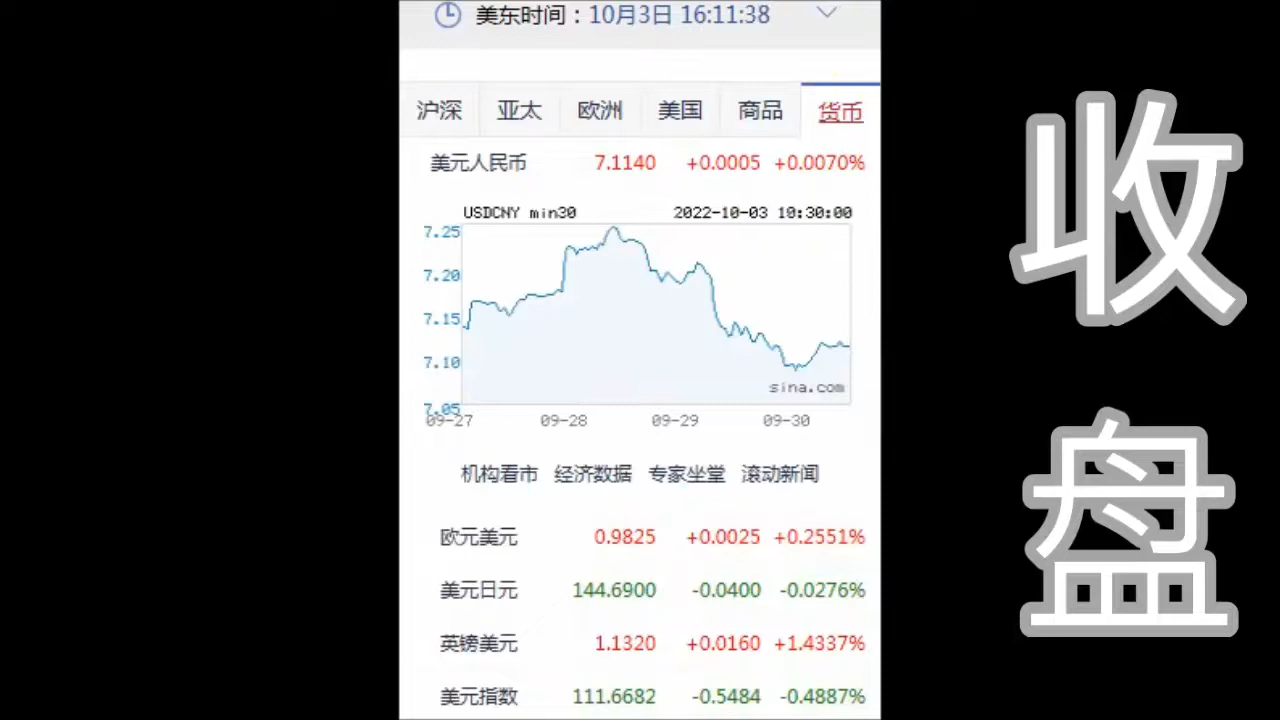 美东时间：10月3日 16:11:38
沪深 亚太 欧洲 美国 商品 货币
美元人民币 7.1140 +0.0005 +0.0070%
USDCNY min30 2022-10-03 10:30:00
7.25
7.20
7.15
7.10
7.05
sina.com
09-27 09-28 09-29 09-30
机构看市 经济数据 专家坐堂 滚动新闻
欧元美元 0.9825 +0.0025 +0.2551%
美元日元 144.6900 -0.0400 -0.0276%
英镑美元 1.1320 +0.0160 +1.4337%
美元指数 111.6682 -0.5484 -0.4887%
收
盘